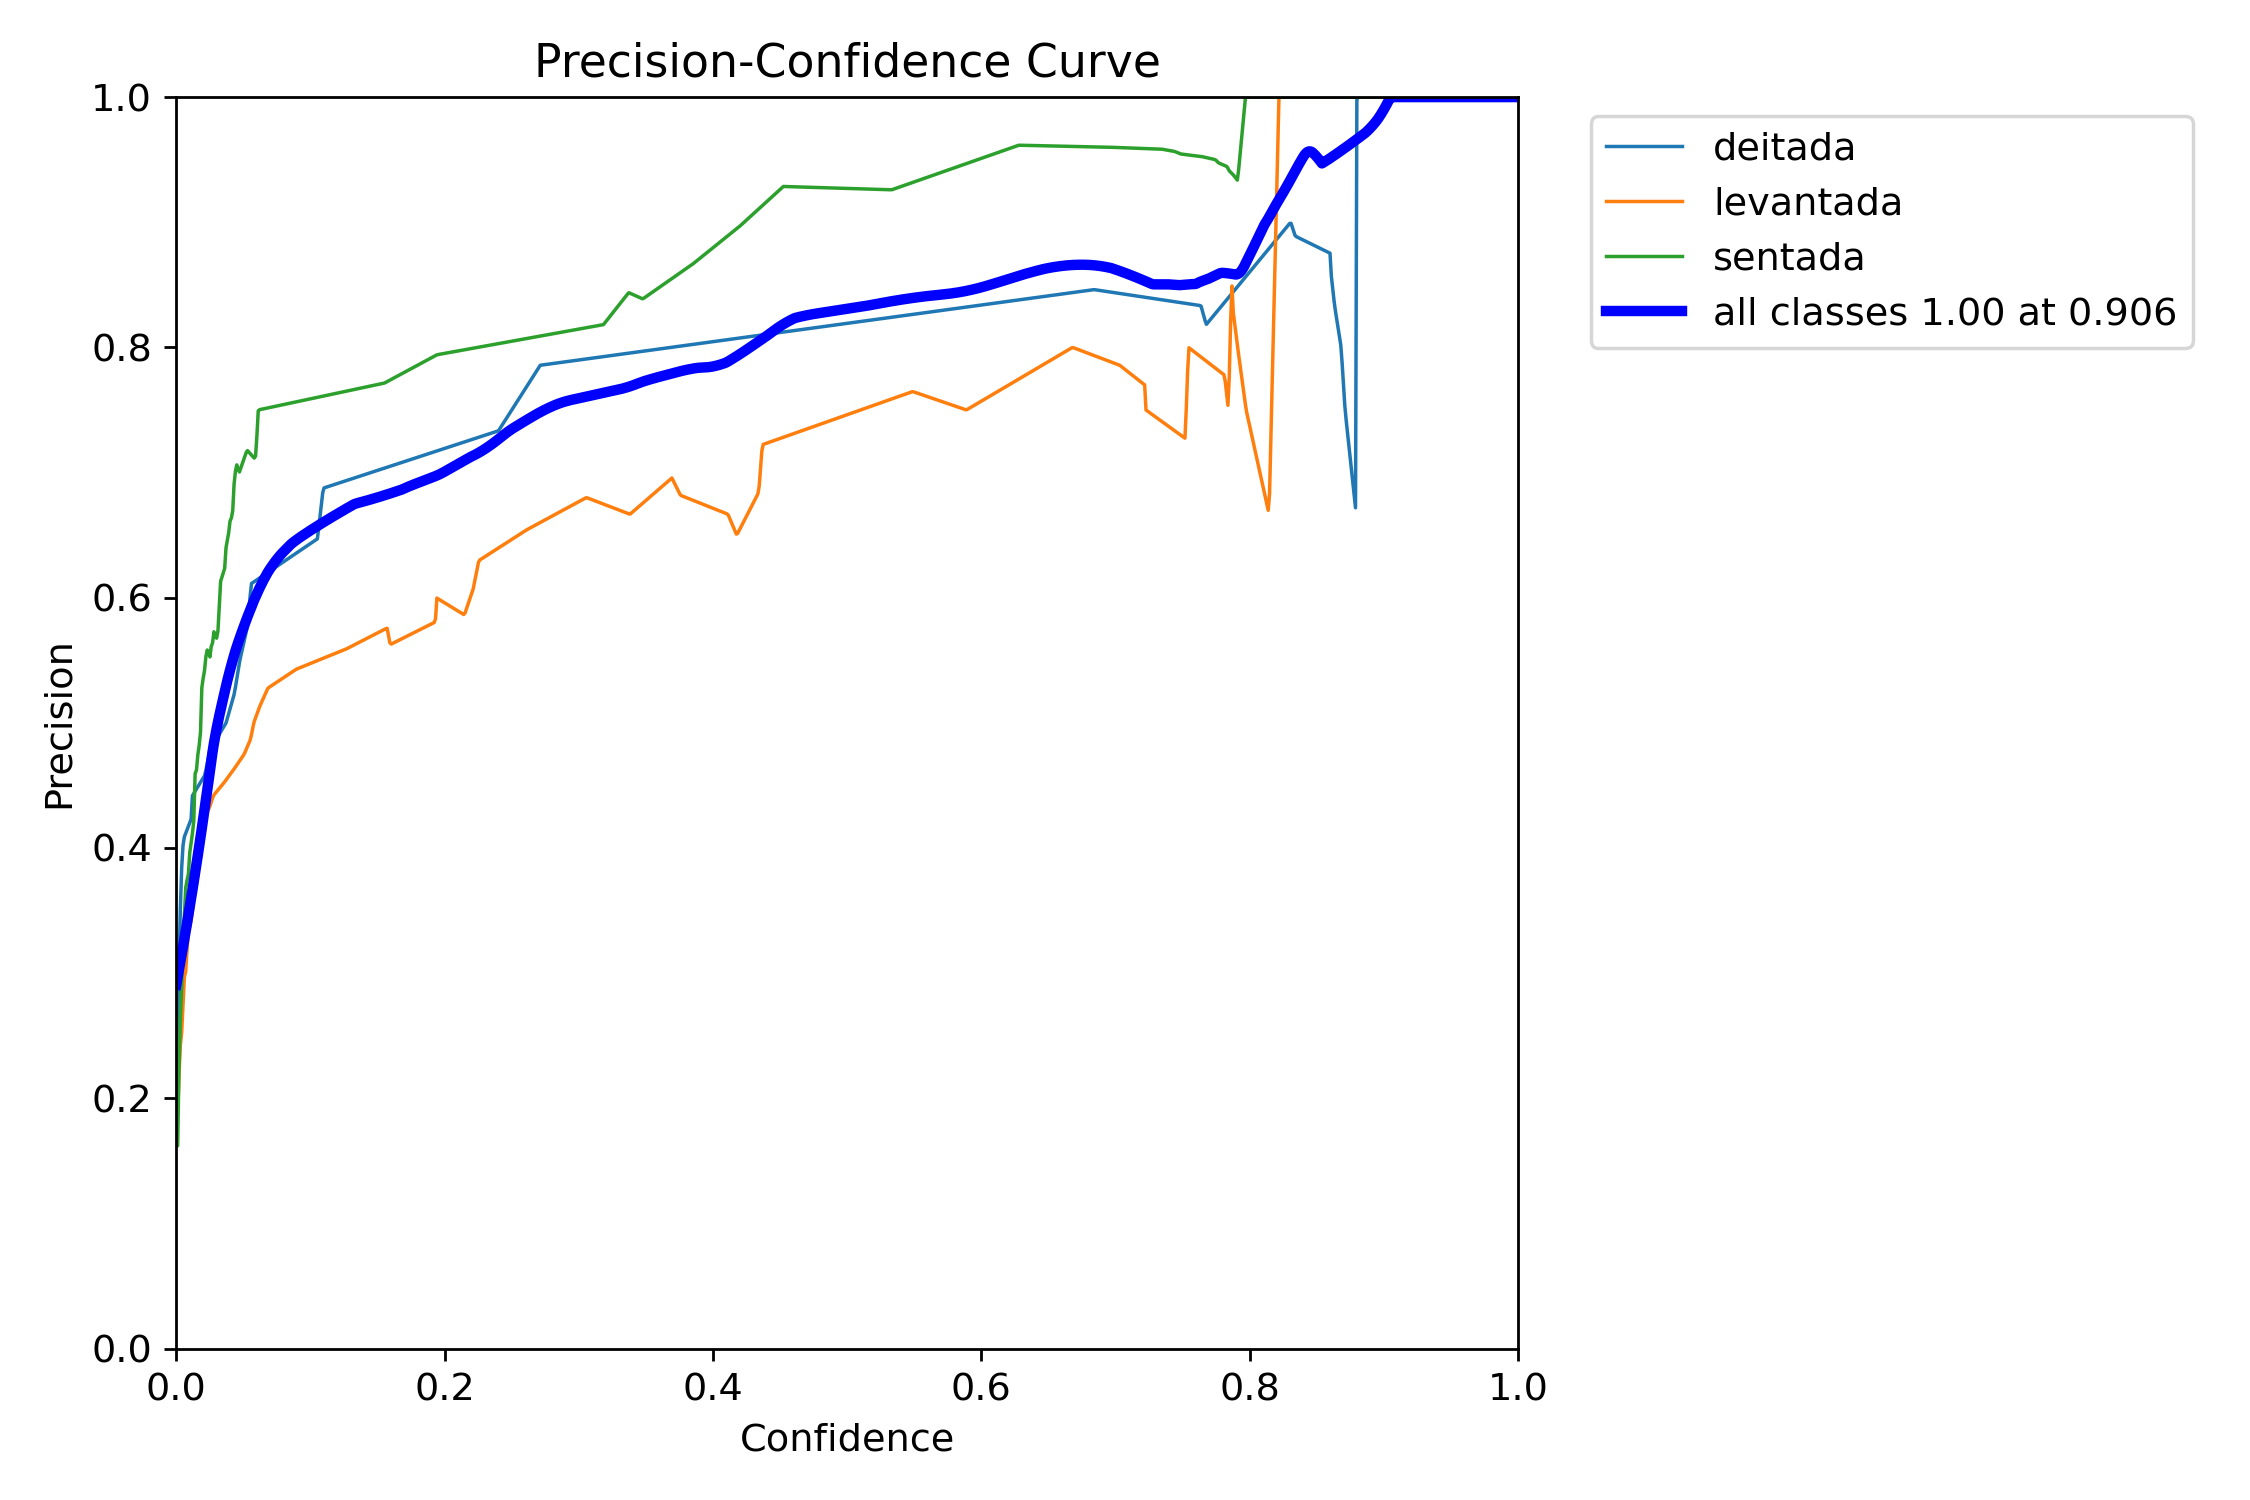 Precision-Confidence Curve
1.0
0.8
0.6
0.4
0.2
0.0
Precision
0.0 0.2 0.4 0.6 0.8 1.0
Confidence
deitada
levantada
sentada
all classes 1.00 at 0.906